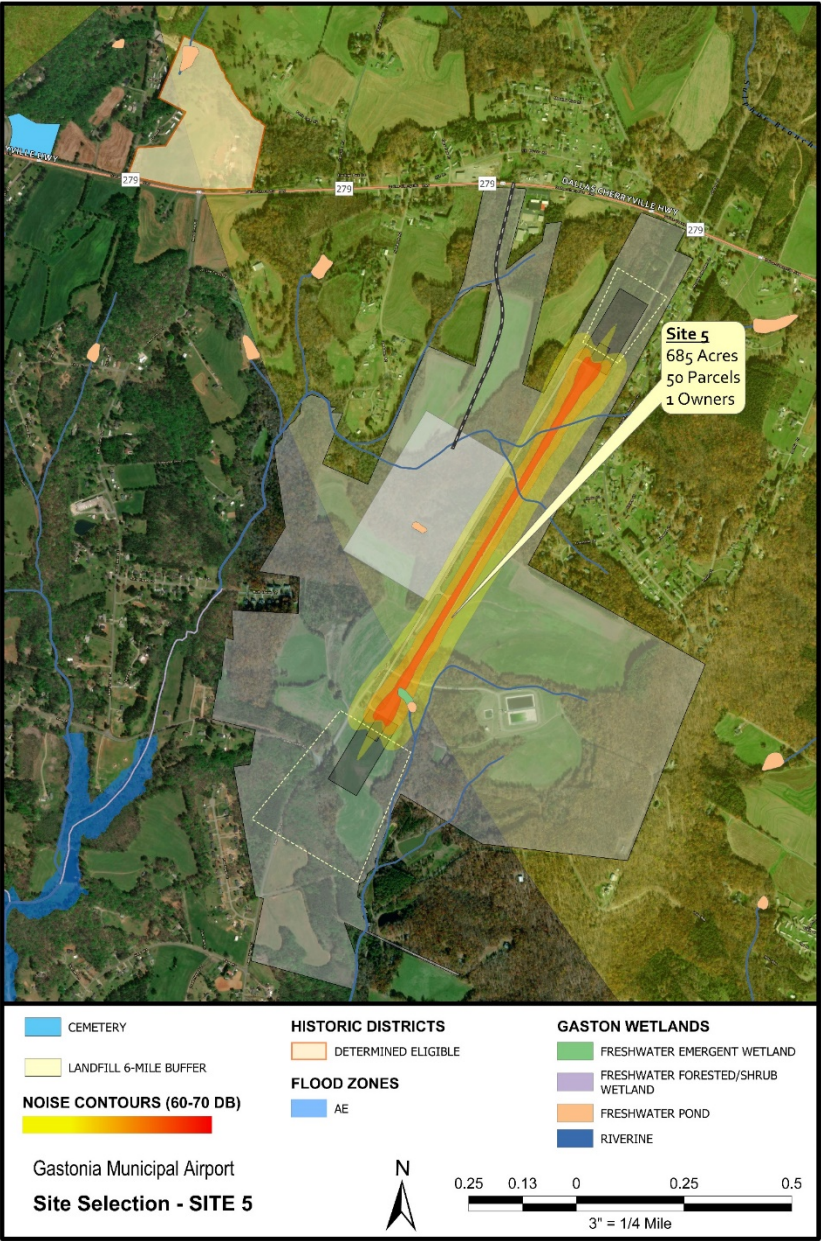 YVILLE HWY
279
279
279
DALLAS CHERRYVILLE HWY
279
Site 5
685 Acres
50 Parcels
1 Owners
CEMETERY
LANDFILL 6-MILE BUFFER
NOISE CONTOURS (60-70 DB)
HISTORIC DISTRICTS
DETERMINED ELIGIBLE
FLOOD ZONES
AE
GASTON WETLANDS
FRESHWATER EMERGENT WETLAND
FRESHWATER FORESTED/SHRUB
WETLAND
FRESHWATER POND
RIVERINE
Gastonia Municipal Airport
Site Selection - SITE 5
N
0.25 0.13 0 0.25 0.5
3" = 1/4 Mile